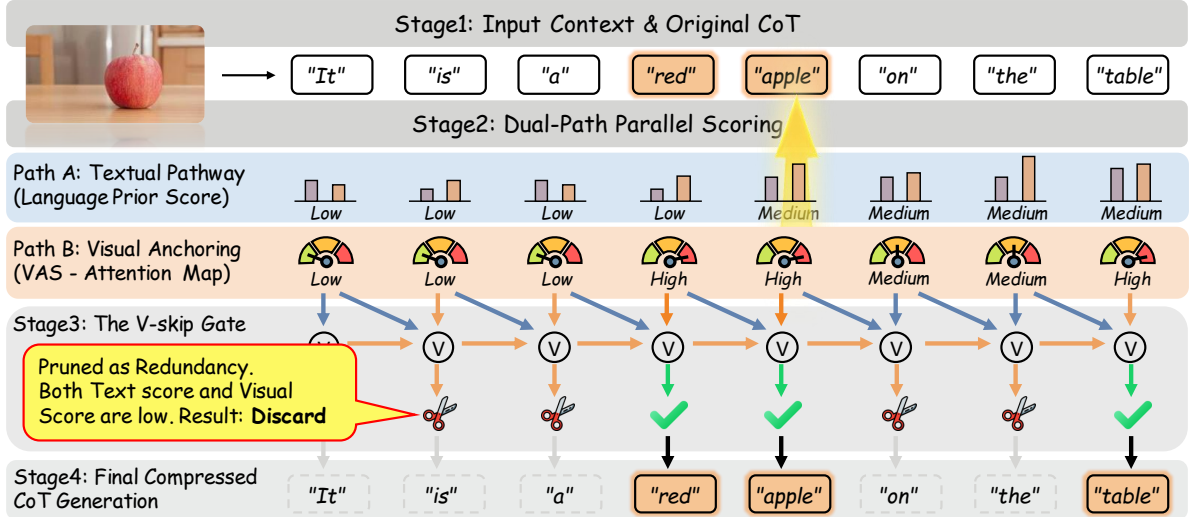 Stage1: Input Context & Original CoT
"It" "is" "a" "red" "apple" "on" "the" "table"
Stage2: Dual-Path Parallel Scoring
Path A: Textual Pathway
(Language Prior Score)
Low Low Low Low Medium Medium Medium Medium
Path B: Visual Anchoring
(VAS - Attention Map)
Low Low Low High High Medium Medium High
Stage3: The V-skip Gate
V V V V V V V V
Pruned as Redundancy.
Both Text score and Visual
Score are low. Result: Discard
Stage4: Final Compressed
CoT Generation
"It" "is" "a" "red" "apple" "on" "the" "table"